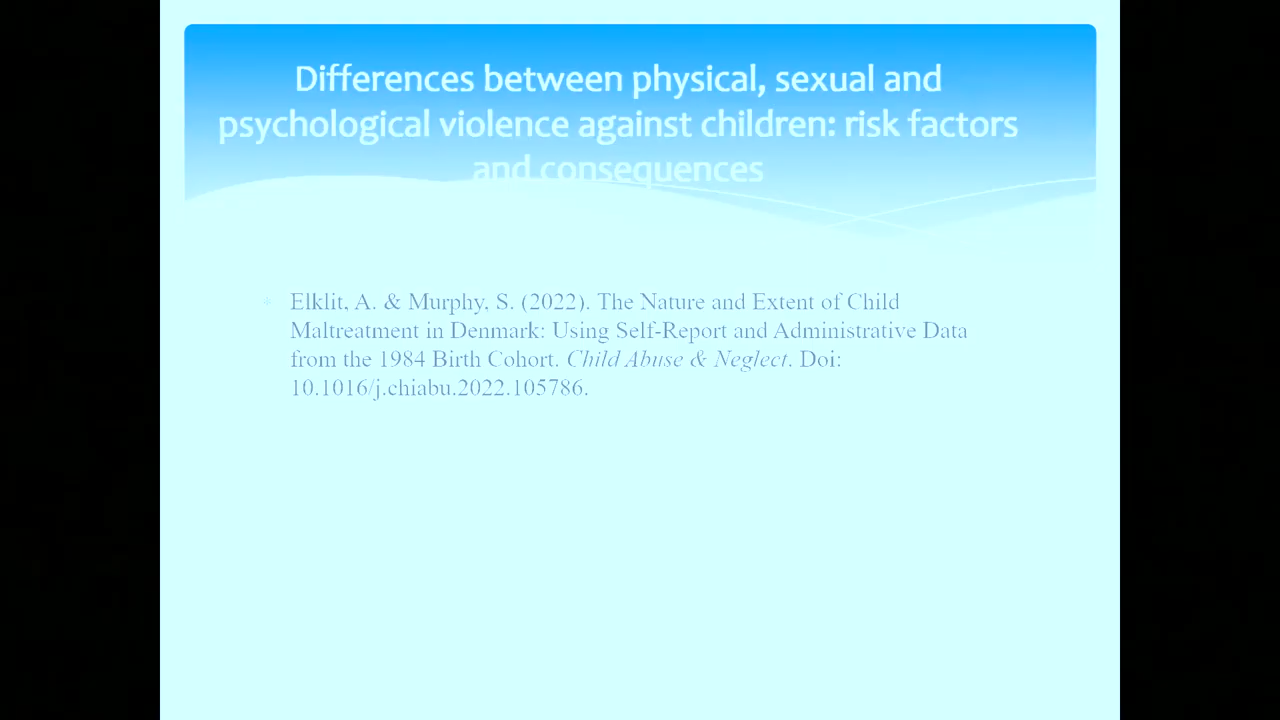 Differences between physical, sexual and
psychological violence against children: risk factors
and consequences
Elklit, A. & Murphy, S. (2022). The Nature and Extent of Child
Maltreatment in Denmark: Using Self-Report and Administrative Data
from the 1984 Birth Cohort. Child Abuse & Neglect. Doi:
10.1016/j.chiabu.2022.105786.